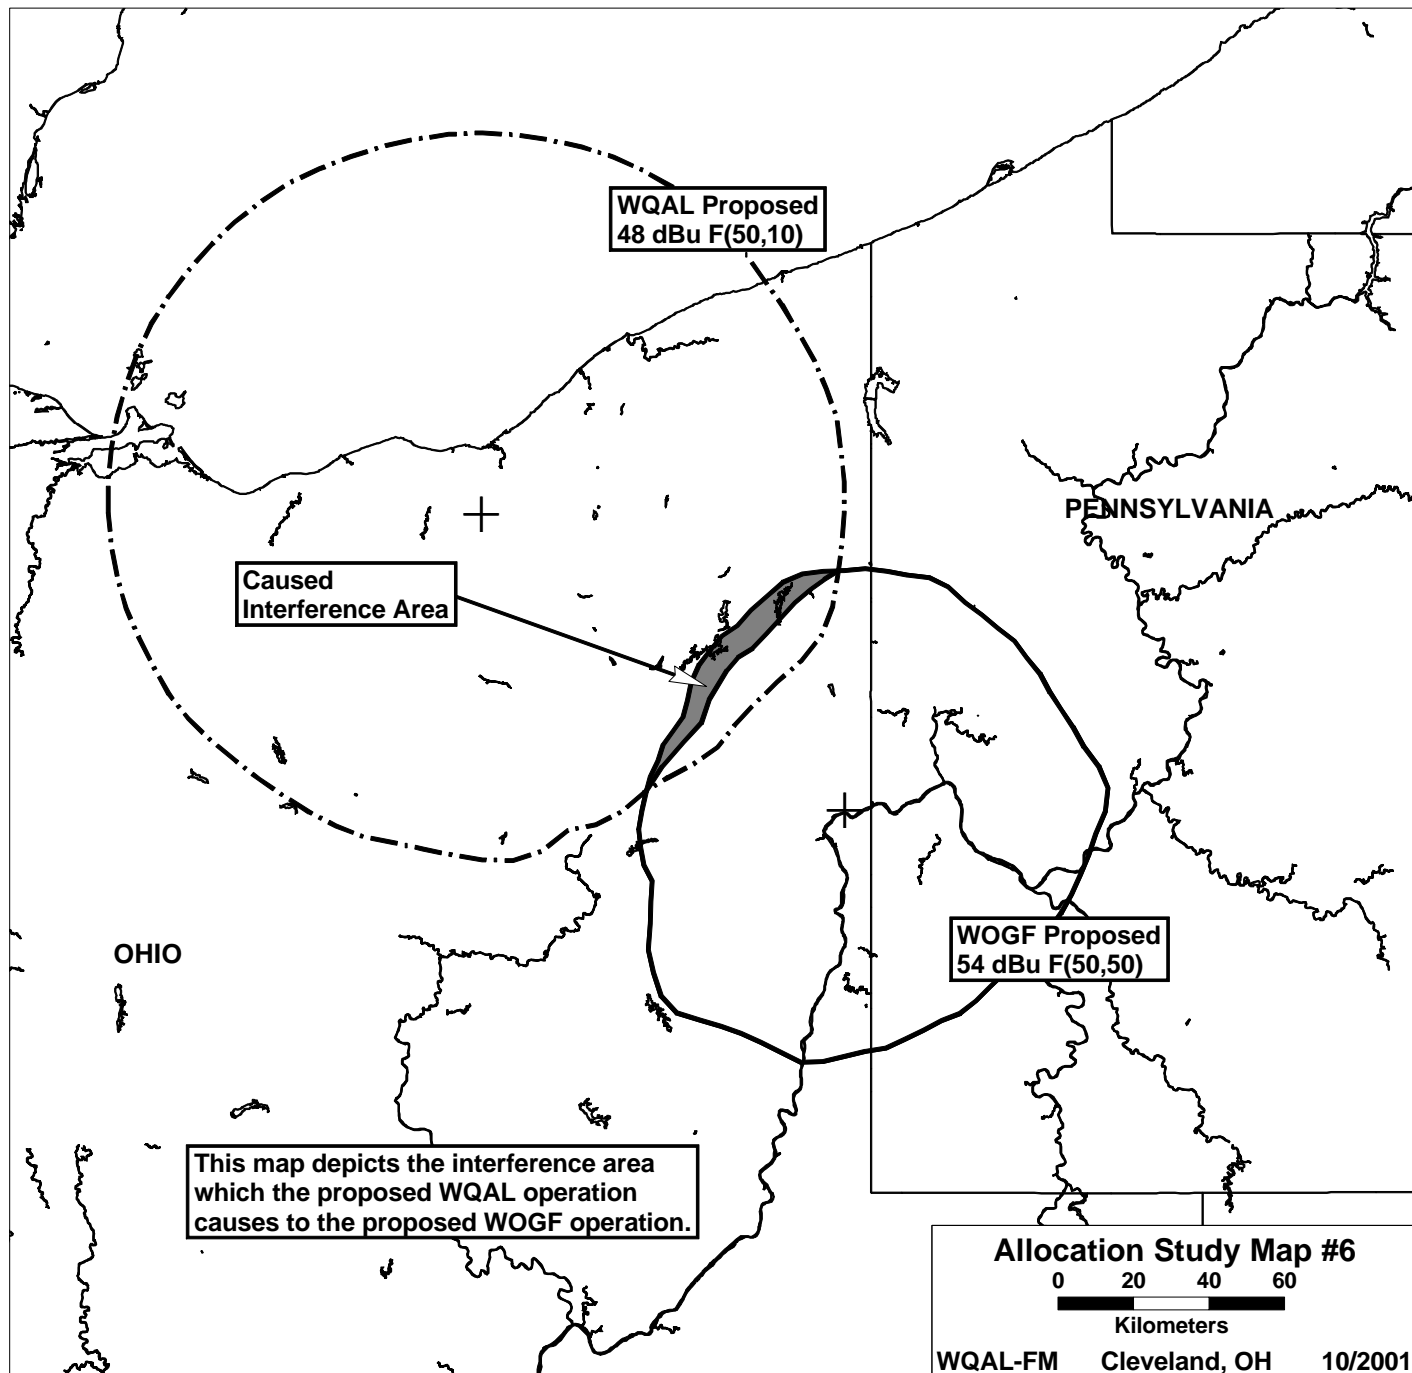 WQAL Proposed
48 dBu F(50,10)
PENNSYLVANIA
Caused
Interference Area
OHIO
WOGF Proposed
54 dBu F(50,50)
This map depicts the interference area
which the proposed WQAL operation
causes to the proposed WOGF operation.
Allocation Study Map #6
0 20 40 60
Kilometers
WQAL-FM Cleveland, OH 10/2001